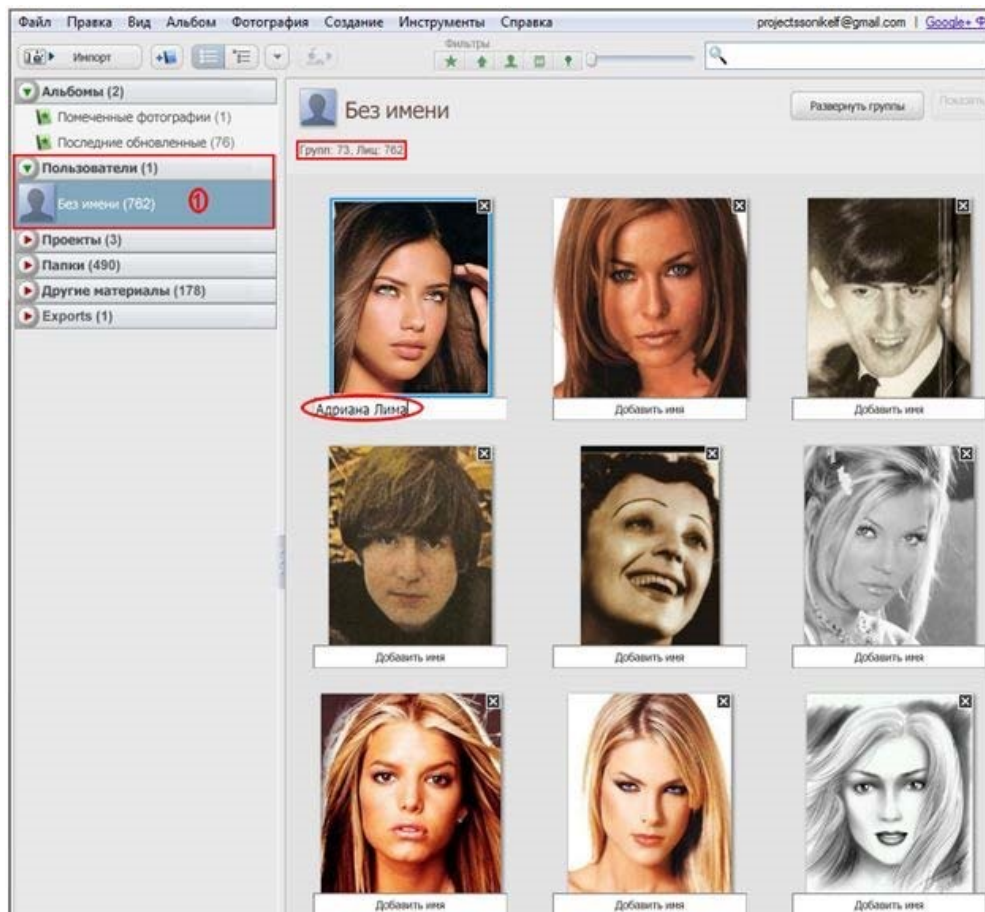 Файл Правка Вид Альбом Фотография Создание Инструменты Справка projectssonikelf@gmail.com | Google+ Ф
Импорт
Фильтры
Альбомы (2)
Помеченные фотографии (1)
Последние обновленные (76)
Пользователи (1)
Без имени (762)
1
Проекты (3)
Папки (490)
Другие материалы (178)
Exports (1)
Без имени
Развернуть группы Показать
Групп: 73, Лиц: 762
Адриана Лима
Добавить имя
Добавить имя
Добавить имя
Добавить имя
Добавить имя
Добавить имя
Добавить имя
Добавить имя